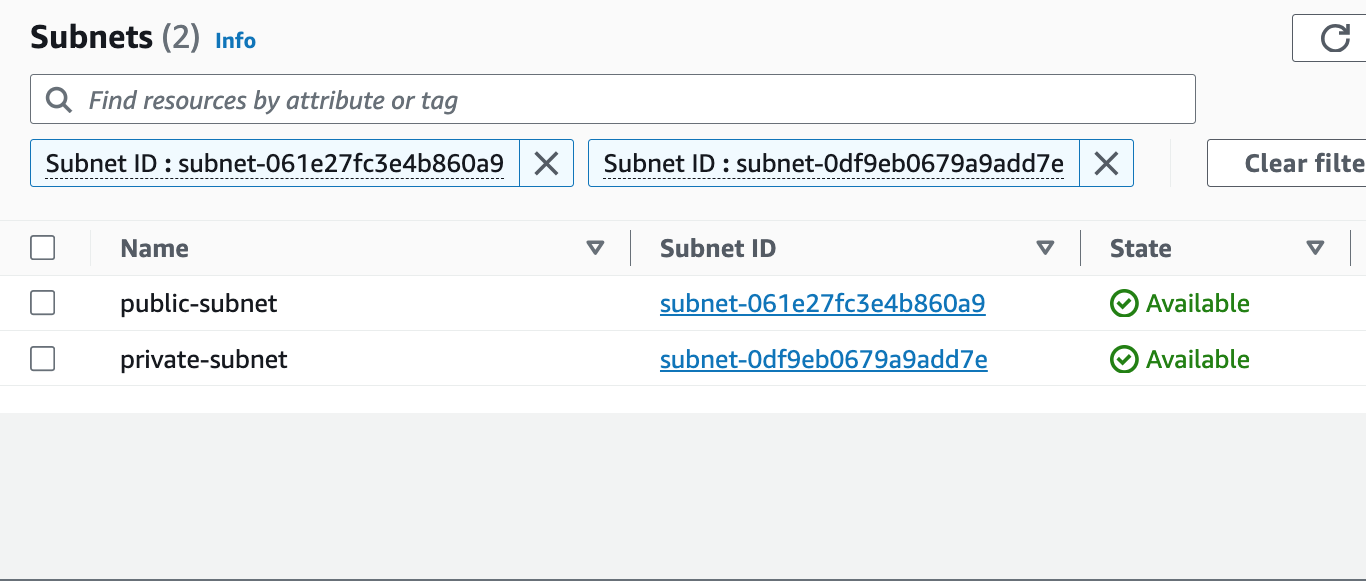 Subnets (2) Info
Find resources by attribute or tag
Subnet ID : subnet-061e27fc3e4b860a9 Subnet ID : subnet-0df9eb0679a9add7e Clear filte
Name Subnet ID State
public-subnet subnet-061e27fc3e4b860a9 Available
private-subnet subnet-0df9eb0679a9add7e Available